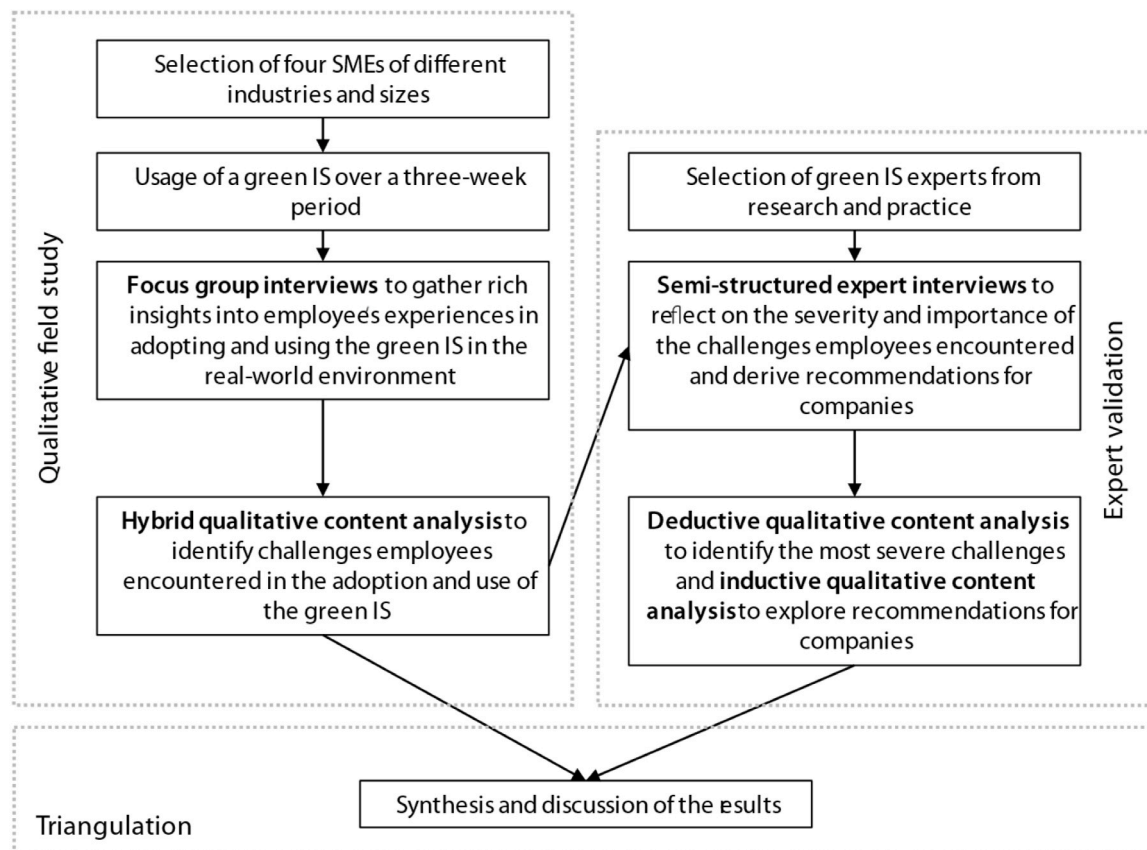 Selection of four SMEs of different
industries and sizes
Usage of a green IS over a three-week
period
Focus group interviews to gather rich
insights into employee's experiences in
adopting and using the green IS in the
real-world environment
Hybrid qualitative content analysis to
identify challenges employees
encountered in the adoption and use of
the green IS
Qualitative field study
Selection of green IS experts from
research and practice
Semi-structured expert interviews to
reflect on the severity and importance of
the challenges employees encountered
and derive recommendations for
companies
Deductive qualitative content analysis
to identify the most severe challenges
and inductive qualitative content
analysis to explore recommendations for
companies
Expert validation
Synthesis and discussion of the results
Triangulation